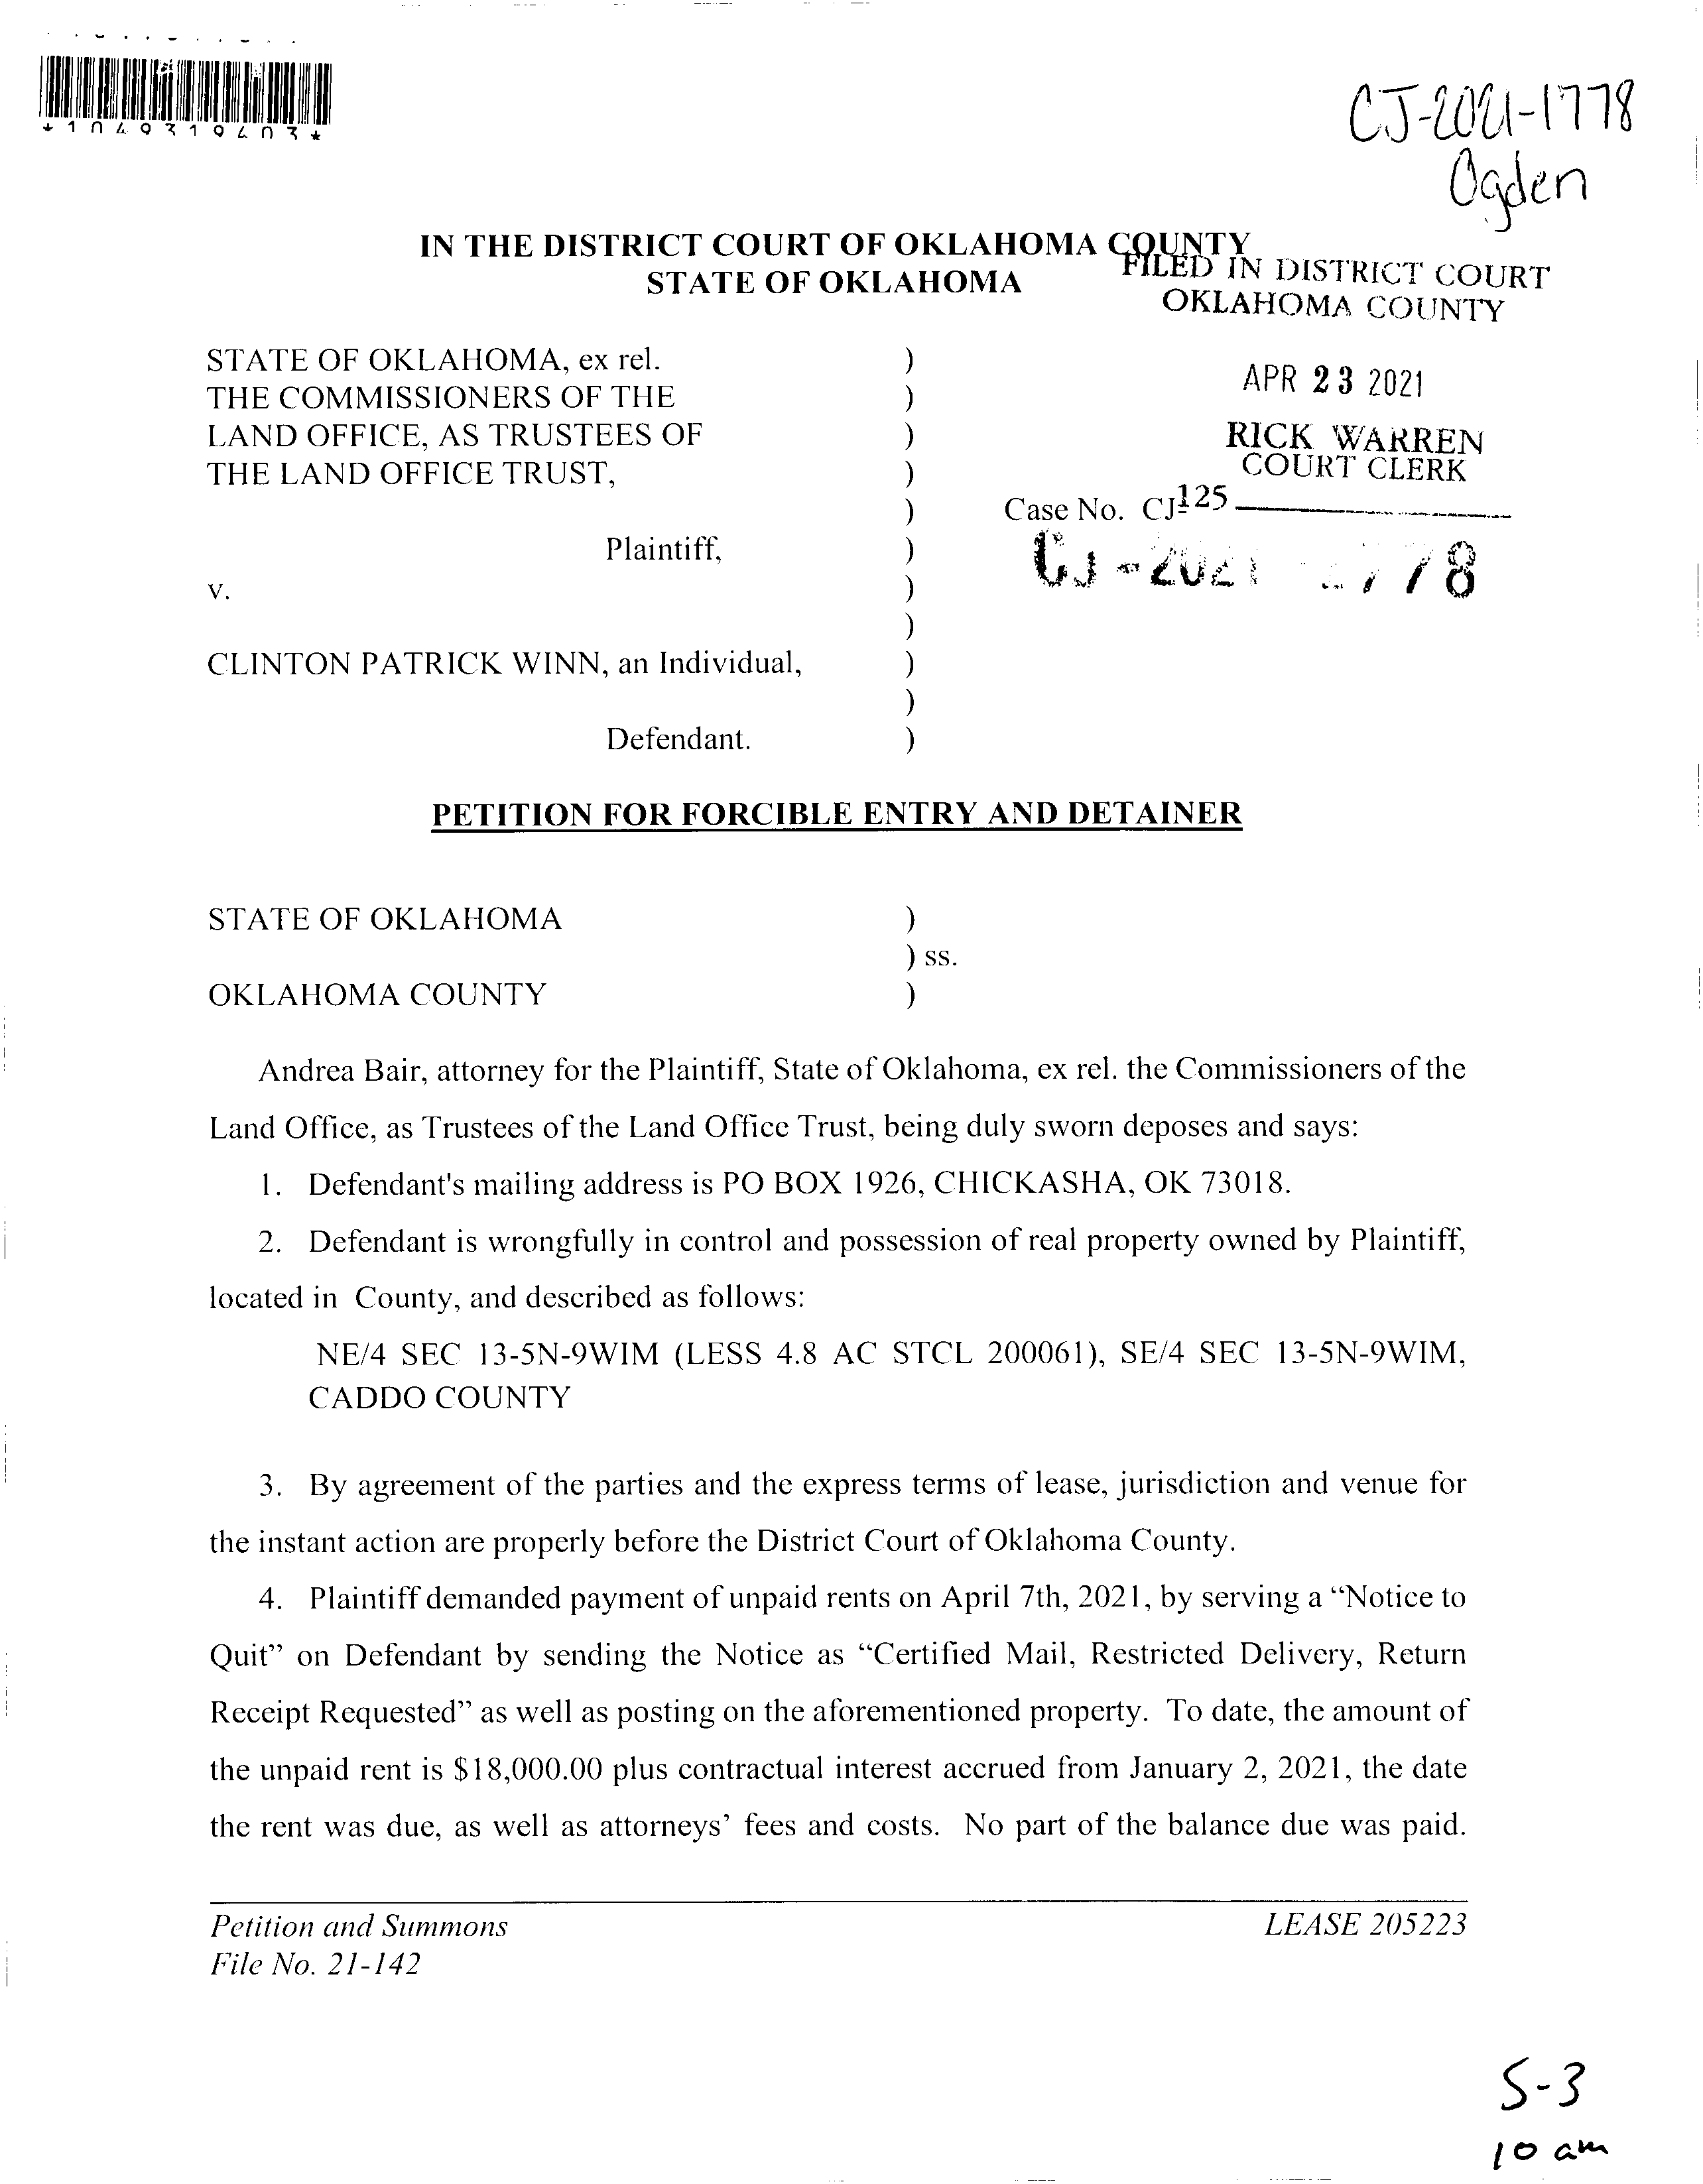 *1049319403*
CJ-2021-1778
Ogden
IN THE DISTRICT COURT OF OKLAHOMA COUNTY
STATE OF OKLAHOMA
FILED IN DISTRICT COURT
OKLAHOMA COUNTY
APR 23 2021
RICK WARREN
COURT CLERK
125
STATE OF OKLAHOMA, ex rel. )
THE COMMISSIONERS OF THE )
LAND OFFICE, AS TRUSTEES OF )
THE LAND OFFICE TRUST, )
) Case No. CJ-
Plaintiff, ) CJ-2021 778
v. )
)
CLINTON PATRICK WINN, an Individual, )
)
Defendant. )
PETITION FOR FORCIBLE ENTRY AND DETAINER
STATE OF OKLAHOMA )
) ss.
OKLAHOMA COUNTY )
Andrea Bair, attorney for the Plaintiff, State of Oklahoma, ex rel. the Commissioners of the
Land Office, as Trustees of the Land Office Trust, being duly sworn deposes and says:
1. Defendant's mailing address is PO BOX 1926, CHICKASHA, OK 73018.
2. Defendant is wrongfully in control and possession of real property owned by Plaintiff,
located in County, and described as follows:
NE/4 SEC 13-5N-9WIM (LESS 4.8 AC STCL 200061), SE/4 SEC 13-5N-9WIM,
CADDO COUNTY
3. By agreement of the parties and the express terms of lease, jurisdiction and venue for
the instant action are properly before the District Court of Oklahoma County.
4. Plaintiff demanded payment of unpaid rents on April 7th, 2021, by serving a “Notice to
Quit” on Defendant by sending the Notice as “Certified Mail, Restricted Delivery, Return
Receipt Requested” as well as posting on the aforementioned property. To date, the amount of
the unpaid rent is $18,000.00 plus contractual interest accrued from January 2, 2021, the date
the rent was due, as well as attorneys’ fees and costs. No part of the balance due was paid.
Petition and Summons LEASE 205223
File No. 21-142
5-3
10 am